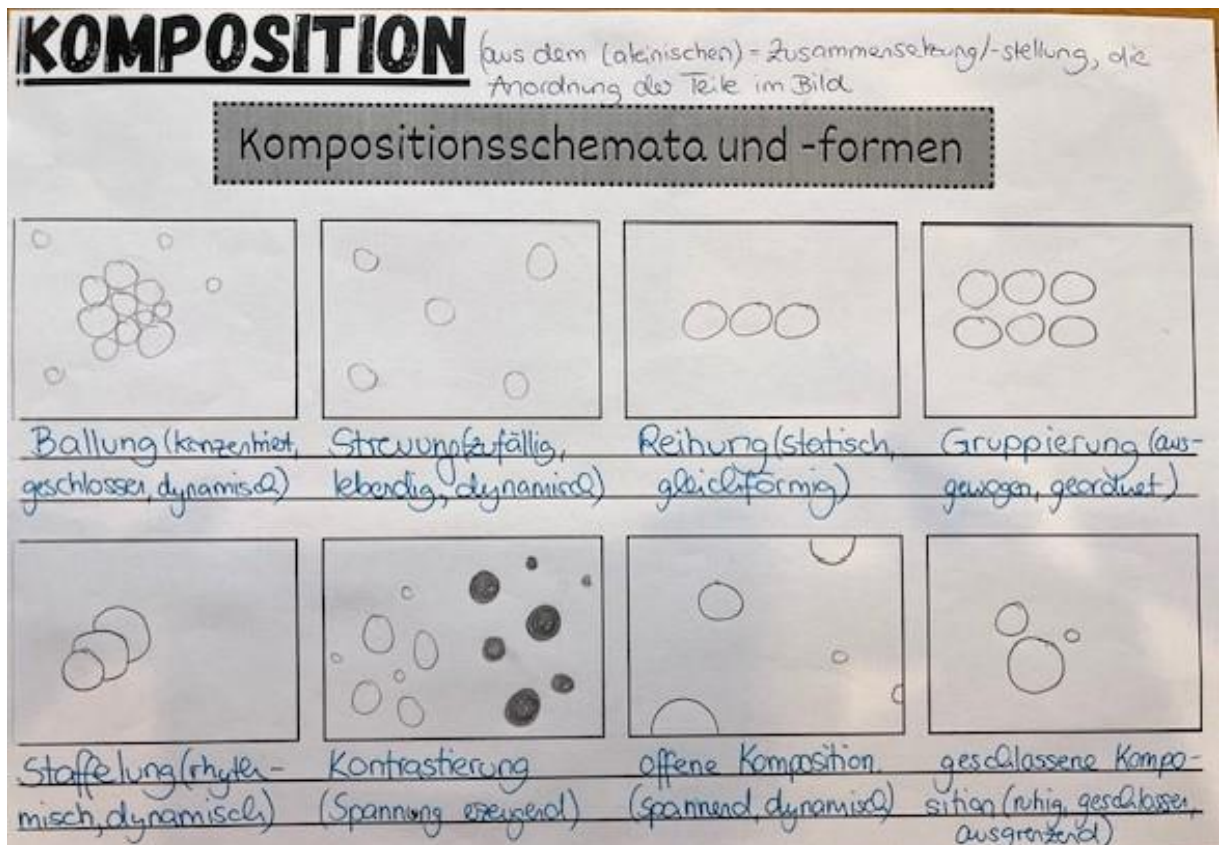 KOMPOSITION
(aus dem Lateinischen) = Zusammensetzung/-stellung, die
Anordnung der Teile im Bild
Kompositionsschemata und -formen
Ballung (konzentriert,
geschlossen, dynamisch)
Streuung (zufällig,
lebendig, dynamisch)
Reihung (statisch,
gleichförmig)
Gruppierung (aus-
gewogen, geordnet)
Staffelung (rhyth-
misch, dynamisch)
Kontrastierung
(Spannung erzeugend)
offene Komposition
(spannend, dynamisch)
geschlossene Kompo-
sition (ruhig, geschlossen,
ausgrenzend)